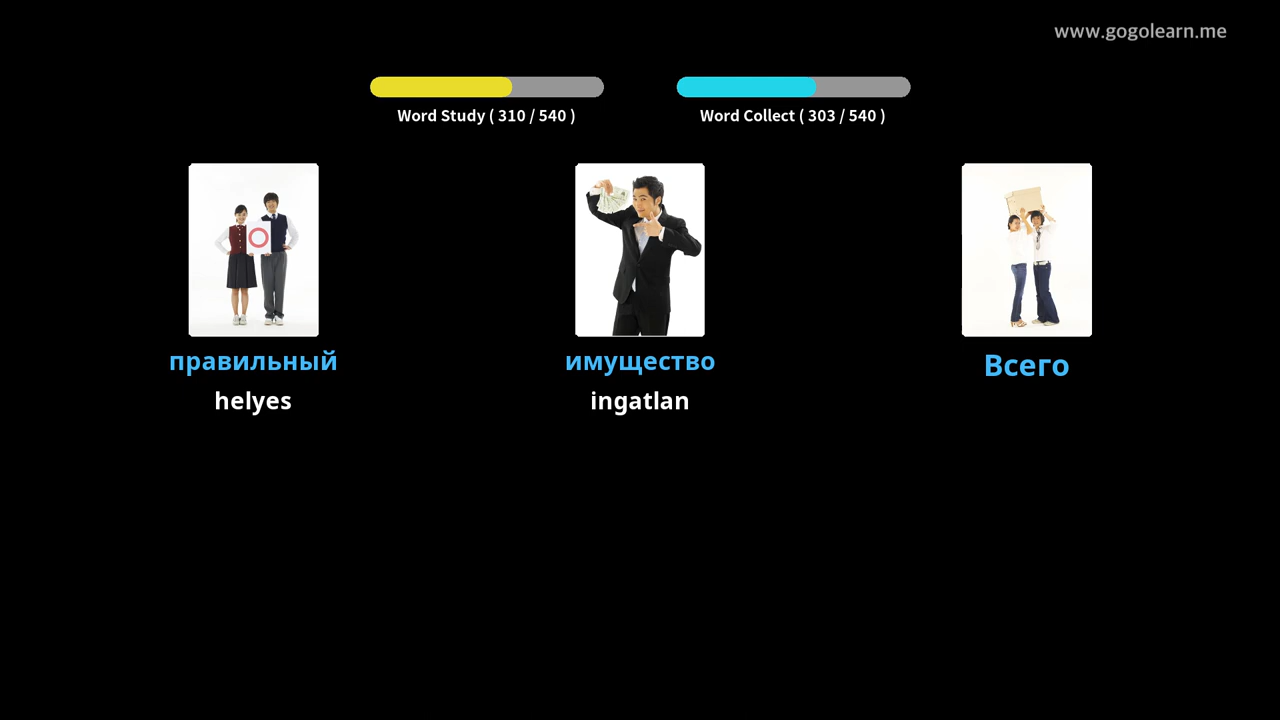 www.gogolearn.me
Word Study ( 310 / 540 )
Word Collect ( 303 / 540 )
правильный
helyes
имущество
ingatlan
Всего